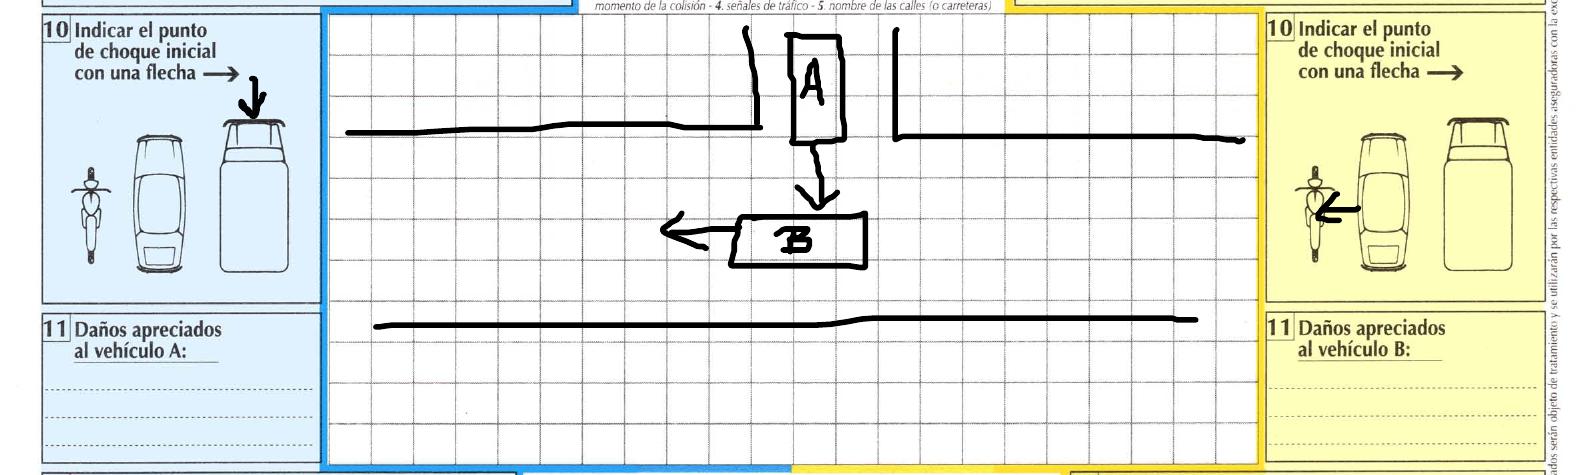 momento de la colisión - 4. señales de tráfico - 5. nombre de las calles (o carreteras)
10 Indicar el punto
de choque inicial
con una flecha →
A
B
11 Daños apreciados
al vehículo A:
10 Indicar el punto
de choque inicial
con una flecha →
11 Daños apreciados
al vehículo B:
se utilizarán por las respectivas entidades aseguradoras con la
serán objeto de tratamiento y